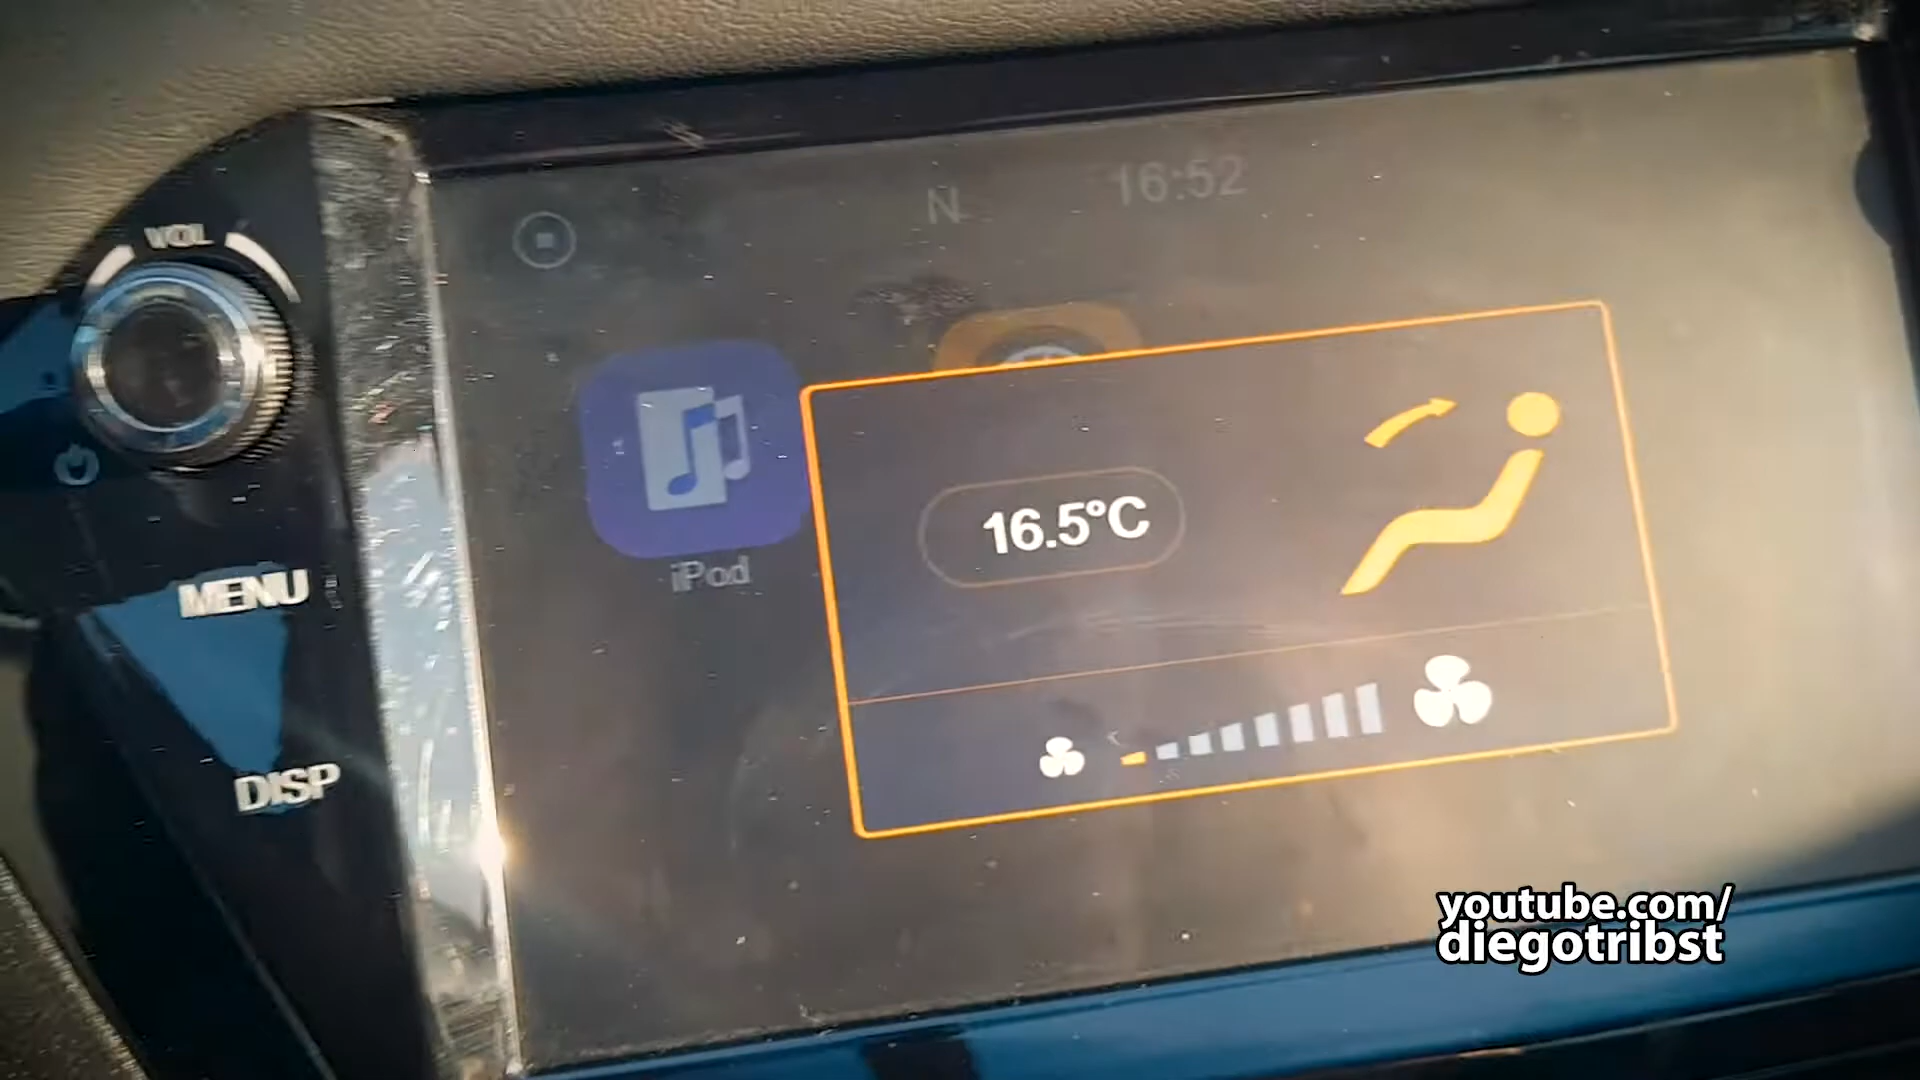 VOL
N
16:52
iPod
16.5°C
MENU
DISP
youtube.com/
diegotribst